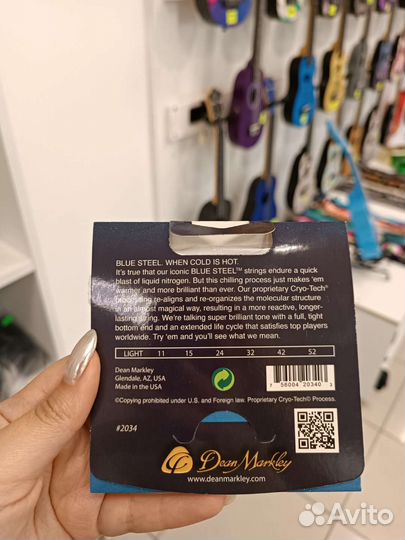 BLUE STEEL. WHEN COLD IS HOT.
It's true that our iconic BLUE STEEL™ strings endure a quick
blast of liquid nitrogen. But this chilling process just makes 'em
warmer and more brilliant than ever. Our proprietary Cryo-Tech®
processing re-aligns and re-organizes the molecular structure
in an almost magical way, resulting in a more reactive, longer-
lasting string. We're talking super brilliant tone with a full, tight
bottom end and an extended life cycle that satisfies top players
worldwide. Try 'em and you'll see what we mean.
LIGHT 11 15 24 32 42 52
Dean Markley
Glendale, AZ, USA
Made in the USA
7 56004 20340 3
©Copying prohibited under U.S. and Foreign law. Proprietary Cryo-Tech® Process.
#2034
Dean Markley
www.deanmarkley.com
Avito